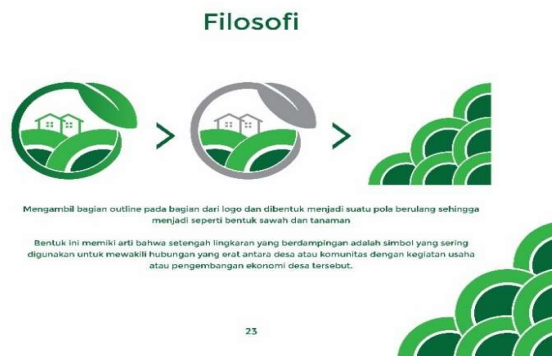 Filosofi
Mengambil bagian outline pada bagian dari logo dan dibentuk menjadi suatu pola berulang sehingga
menjadi seperti bentuk sawah dan tanaman
Bentuk ini memiki arti bahwa setengah lingkaran yang berdampingan adalah simbol yang sering
digunakan untuk mewakili hubungan yang erat antara desa atau komunitas dengan kegiatan usaha
atau pengembangan ekonomi desa tersebut.
23